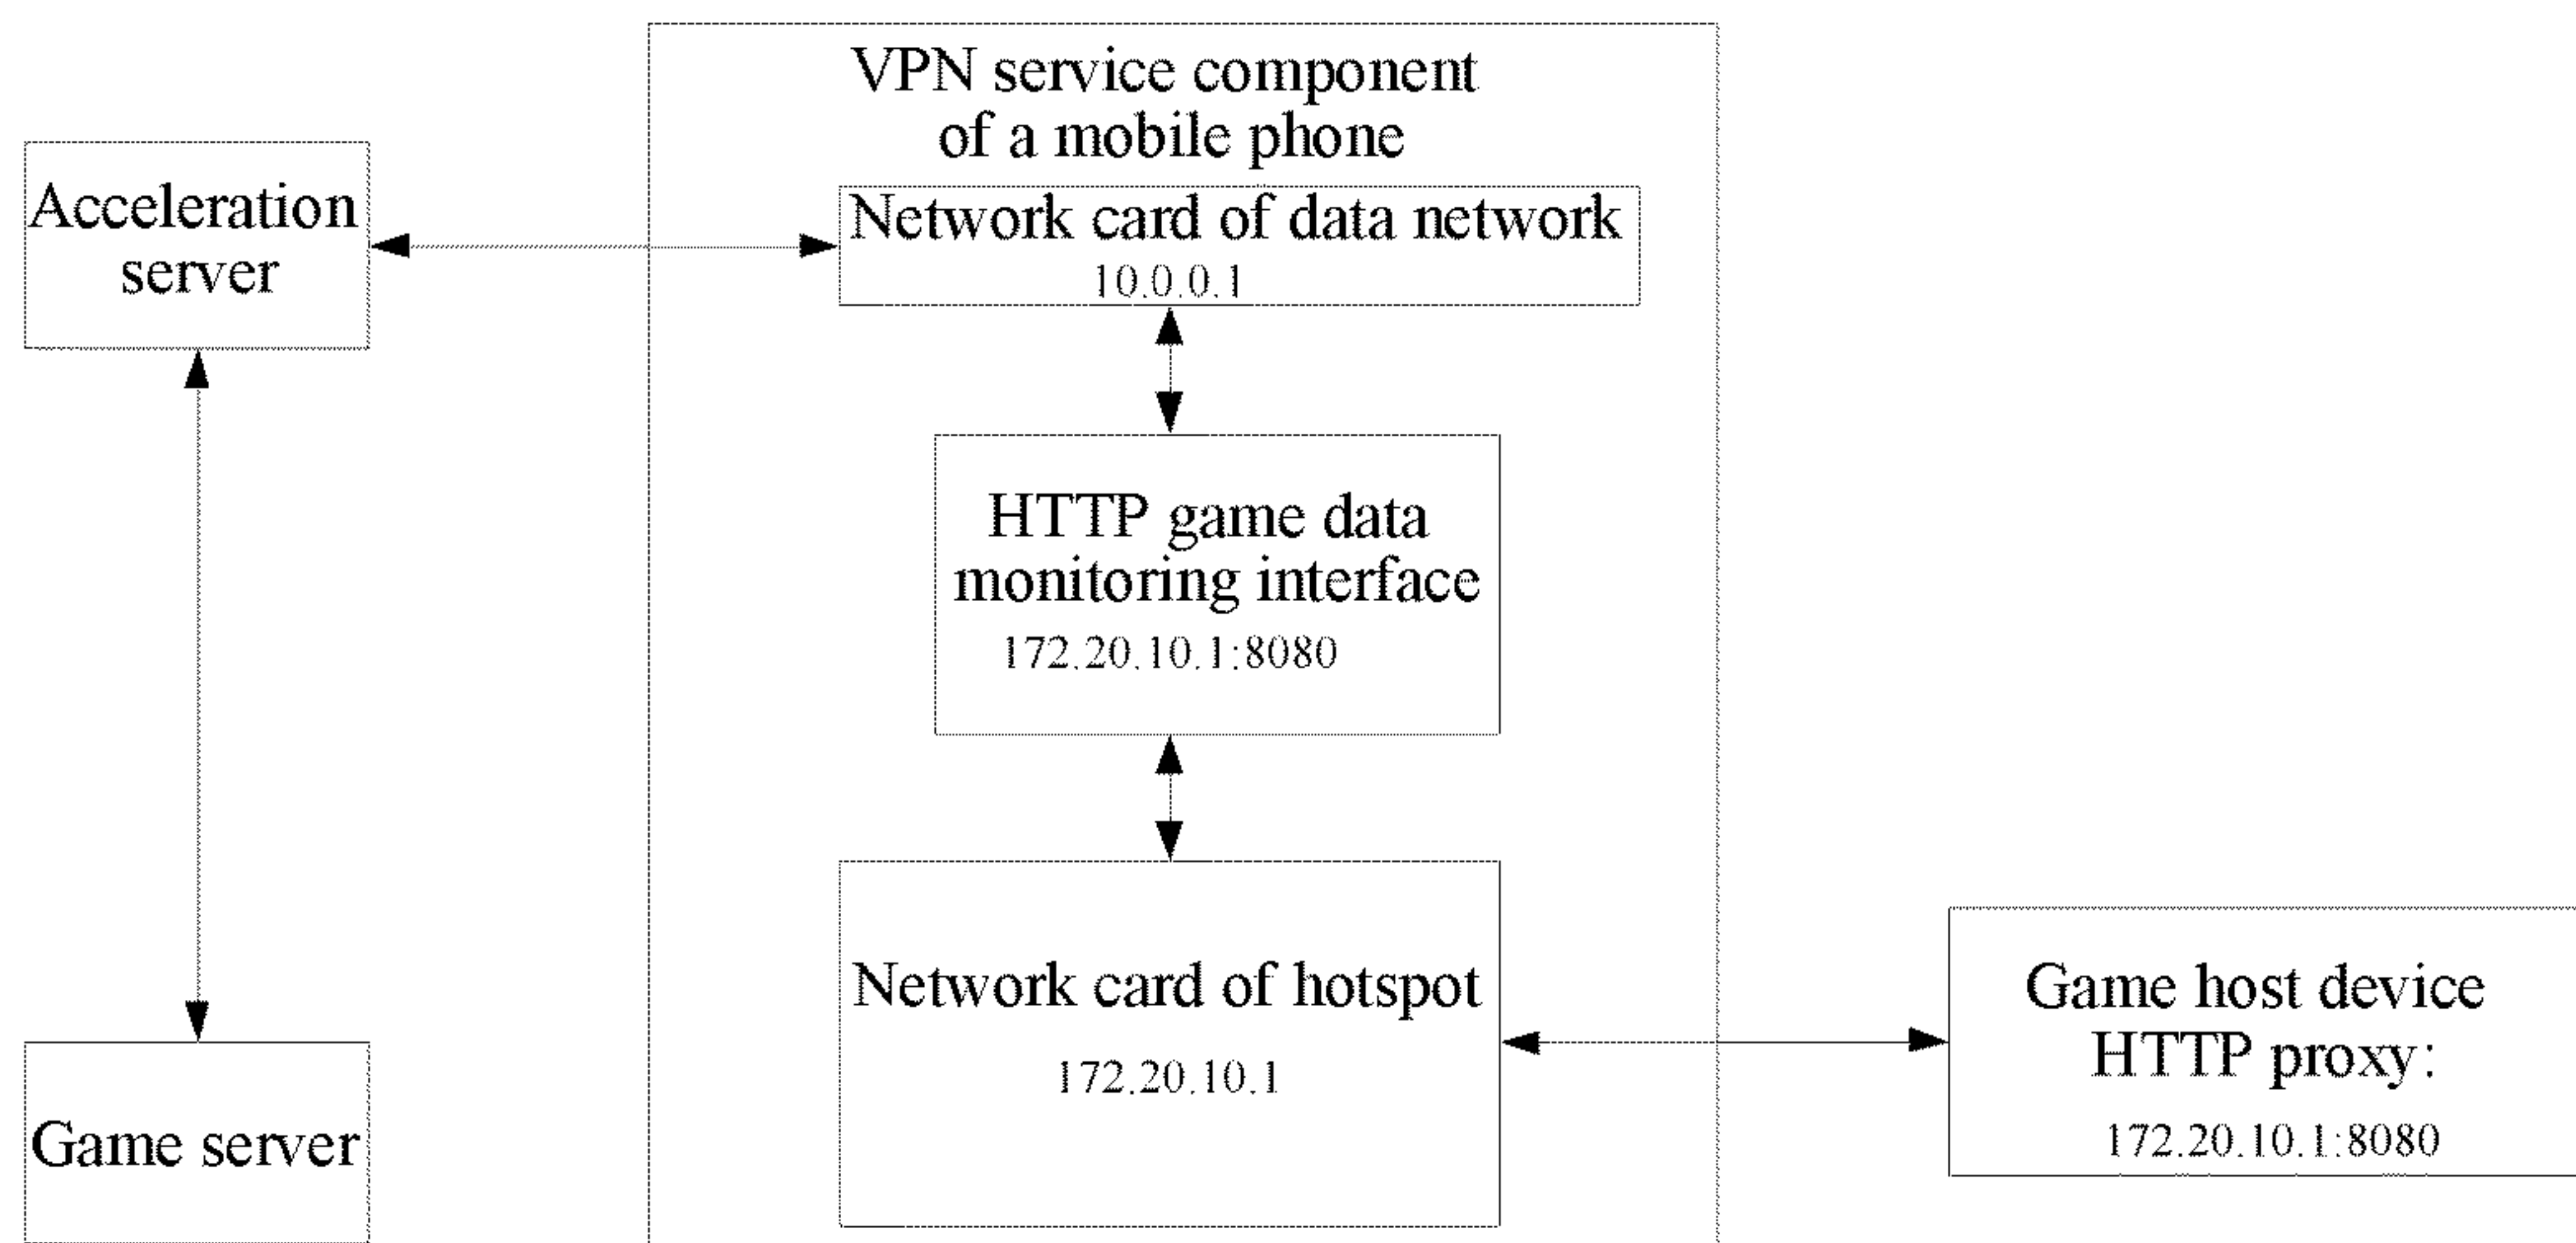 VPN service component
of a mobile phone
Acceleration
server
Network card of data network
10.0.0.1
HTTP game data
monitoring interface
172.20.10.1:8080
Network card of hotspot
172.20.10.1
Game host device
HTTP proxy:
172.20.10.1:8080
Game server